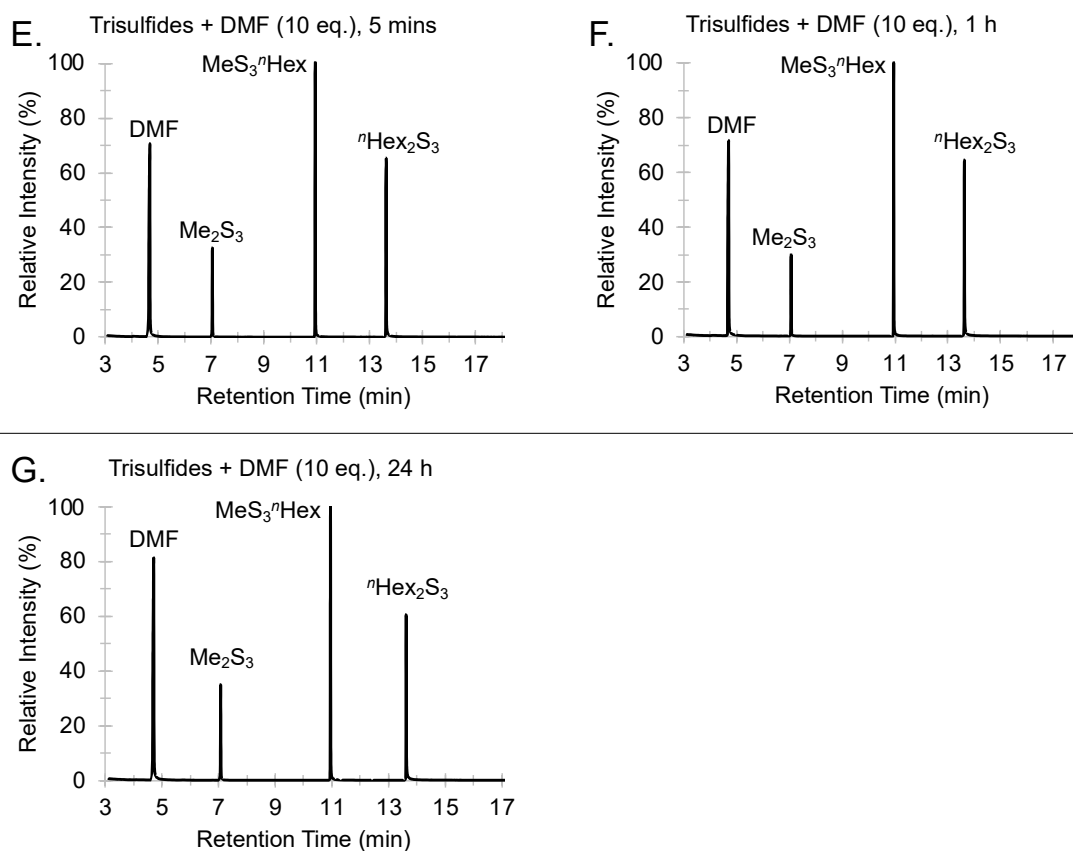 E.
Trisulfides + DMF (10 eq.), 5 mins
Relative Intensity (%)
100
80
60
40
20
0
DMF
Me₂S₃
MeS₃ⁿHex
ⁿHex₂S₃
3 5 7 9 11 13 15 17
Retention Time (min)
F.
Trisulfides + DMF (10 eq.), 1 h
Relative Intensity (%)
100
80
60
40
20
0
DMF
Me₂S₃
MeS₃ⁿHex
ⁿHex₂S₃
3 5 7 9 11 13 15 17
Retention Time (min)
G.
Trisulfides + DMF (10 eq.), 24 h
Relative Intensity (%)
100
80
60
40
20
0
DMF
Me₂S₃
MeS₃ⁿHex
ⁿHex₂S₃
3 5 7 9 11 13 15 17
Retention Time (min)